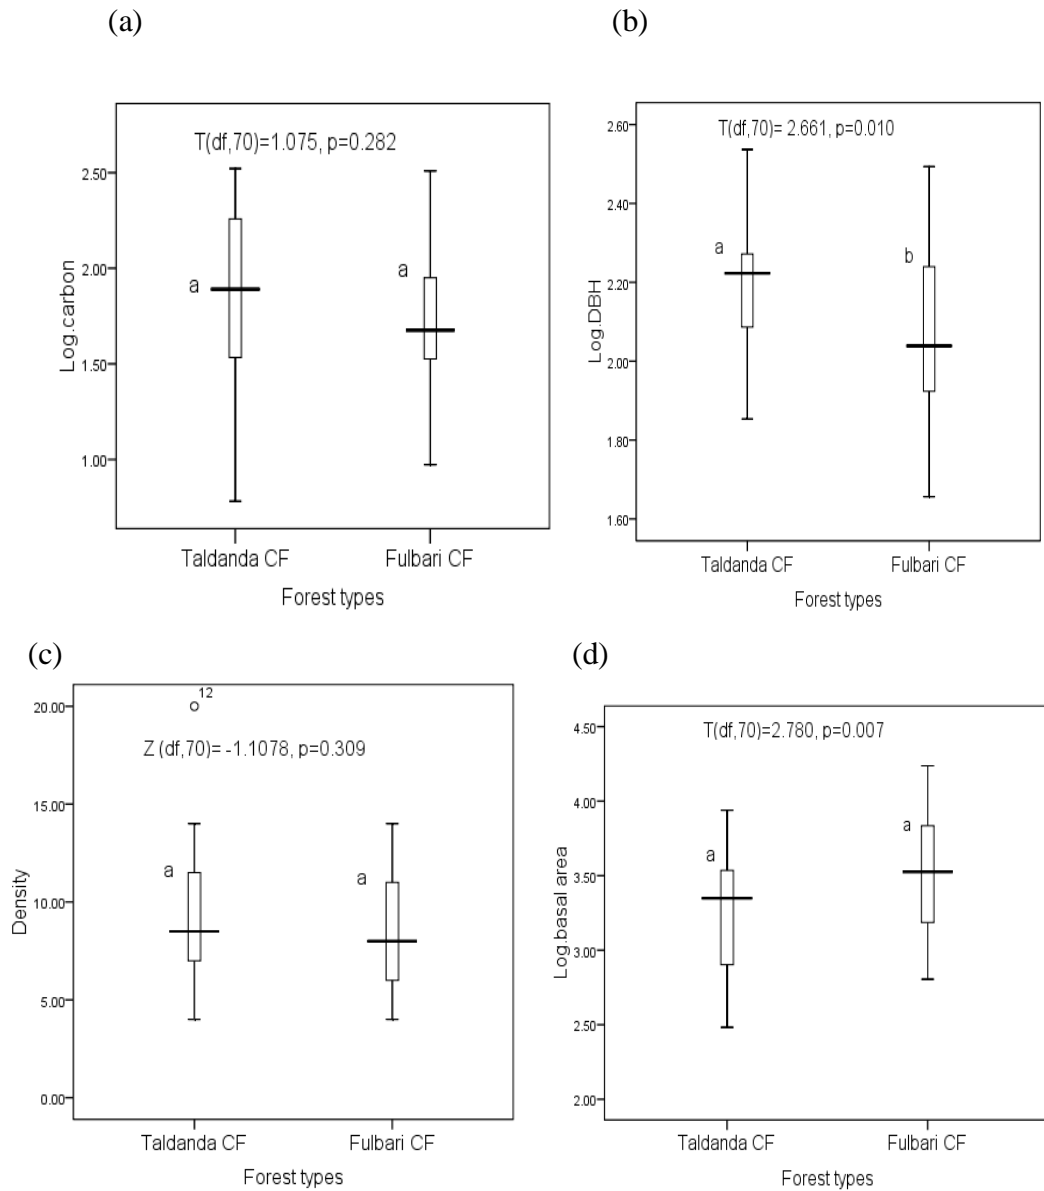 (a)
T(df,70)=1.075, p=0.282
2.50
2.00
1.50
1.00
Log.carbon
a
a
Taldanda CF
Fulbari CF
Forest types
(b)
T(df,70)= 2.661, p=0.010
2.60
2.40
2.20
2.00
1.80
1.60
Log.DBH
a
b
Taldanda CF
Fulbari CF
Forest types
(c)
12
Z (df,70)= -1.1078, p=0.309
20.00
15.00
10.00
5.00
0.00
Density
a
a
Taldanda CF
Fulbari CF
Forest types
(d)
T(df,70)=2.780, p=0.007
4.50
4.00
3.50
3.00
2.50
2.00
Log.basal area
a
a
Taldanda CF
Fulbari CF
Forest types